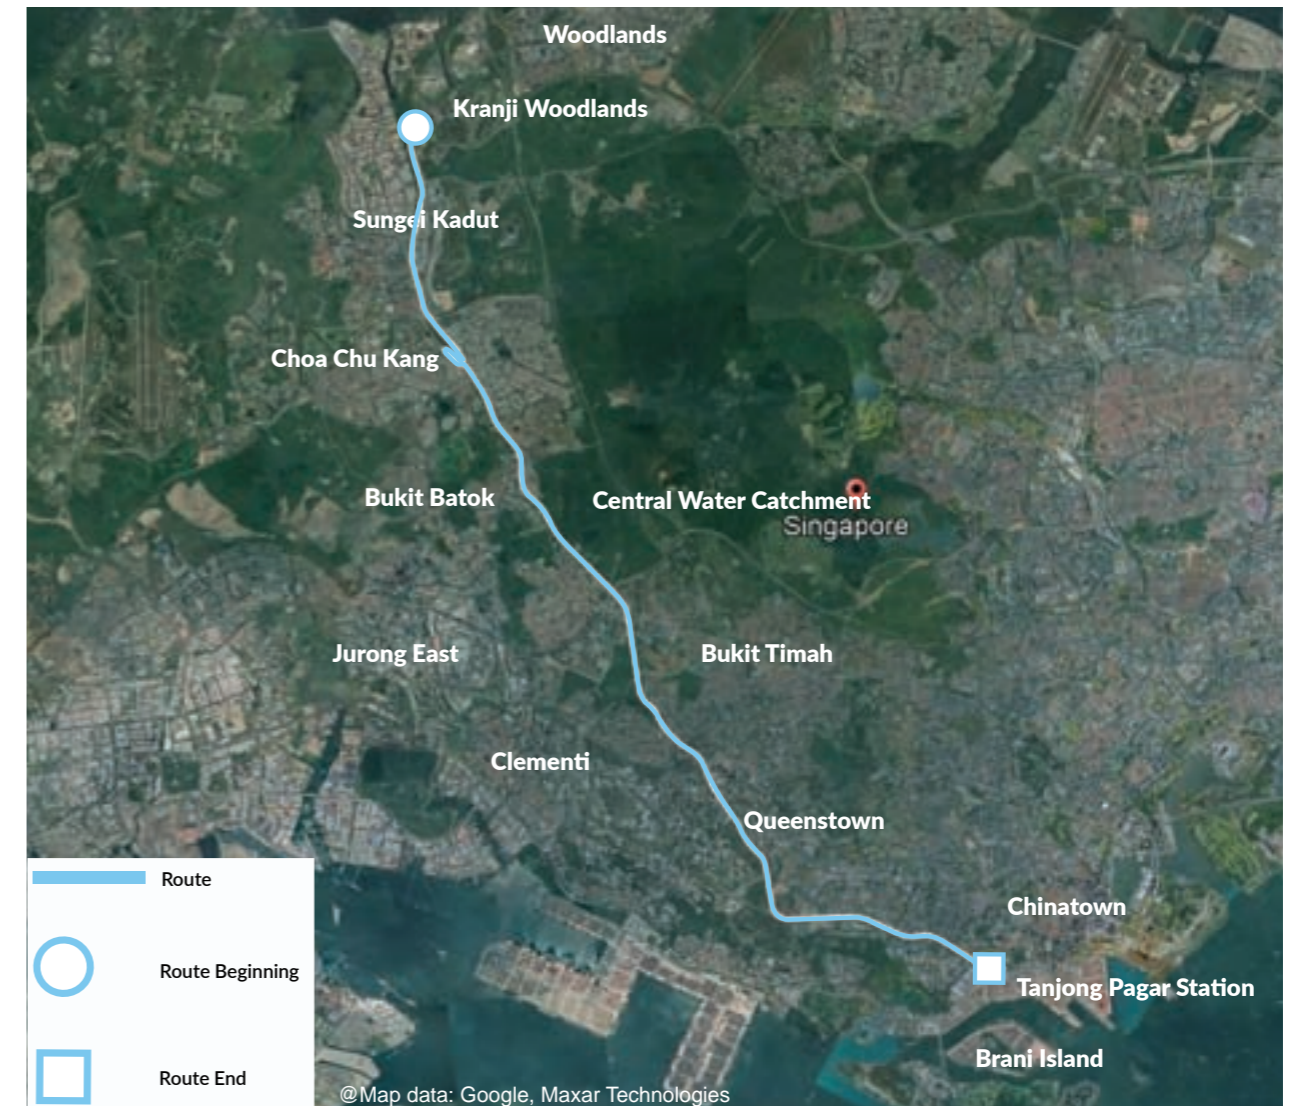 Woodlands
Kranji Woodlands
Sungei Kadut
Choa Chu Kang
Bukit Batok
Central Water Catchment
Singapore
Jurong East
Bukit Timah
Clementi
Queenstown
Chinatown
Tanjong Pagar Station
Brani Island
Route
Route Beginning
Route End
@Map data: Google, Maxar Technologies